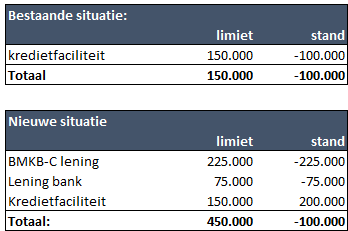 Bestaande situatie:
limiet stand
kredietfaciliteit 150.000 -100.000
Totaal 150.000 -100.000
Nieuwe situatie
limiet stand
BMKB-C lening 225.000 -225.000
Lening bank 75.000 -75.000
Kredietfaciliteit 150.000 200.000
Totaal: 450.000 -100.000